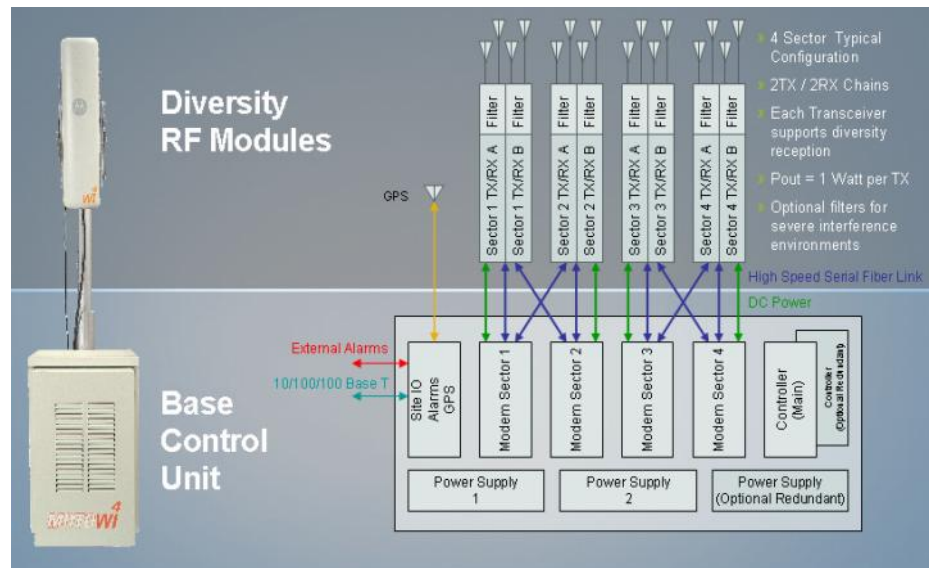 Diversity
RF Modules
GPS
Filter
Filter
Filter
Filter
Filter
Filter
Filter
Filter
Sector 1 TX/RX A
Sector 1 TX/RX B
Sector 2 TX/RX A
Sector 2 TX/RX B
Sector 3 TX/RX A
Sector 3 TX/RX B
Sector 4 TX/RX A
Sector 4 TX/RX B
4 Sector Typical
Configuration
2TX / 2RX Chains
Each Transceiver
supports diversity
reception
Pout = 1 Watt per TX
Optional filters for
severe interference
environments
High Speed Serial Fiber Link
DC Power
wi
External Alarms
10/100/100 Base T
Base
Control
Unit
Site IO
Alarms
GPS
Modem Sector 1
Modem Sector 2
Modem Sector 3
Modem Sector 4
Controller
(Main)
Controller
(Optional Redundant)
Power Supply
1
Power Supply
2
Power Supply
(Optional Redundant)
MOTOwi4